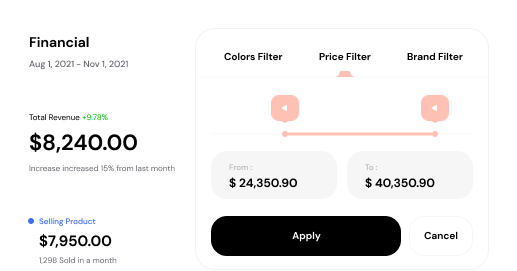 Financial
Aug 1, 2021 - Nov 1, 2021
Total Revenue +9.78%
$8,240.00
Increase increased 15% from last month
Selling Product
$7,950.00
1,298 Sold in a month
Colors Filter
Price Filter
Brand Filter
From :
$ 24,350.90
To :
$ 40,350.90
Apply
Cancel